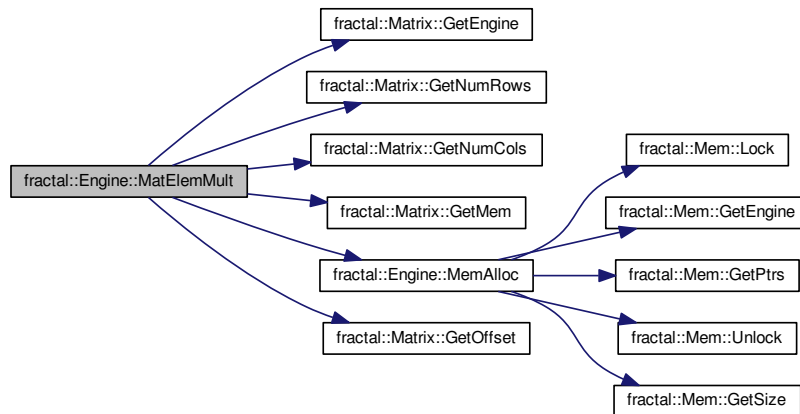 fractal::Matrix::GetEngine
fractal::Matrix::GetNumRows
fractal::Matrix::GetNumCols
fractal::Mem::Lock
fractal::Engine::MatElemMult
fractal::Matrix::GetMem
fractal::Mem::GetEngine
fractal::Engine::MemAlloc
fractal::Mem::GetPtrs
fractal::Matrix::GetOffset
fractal::Mem::Unlock
fractal::Mem::GetSize